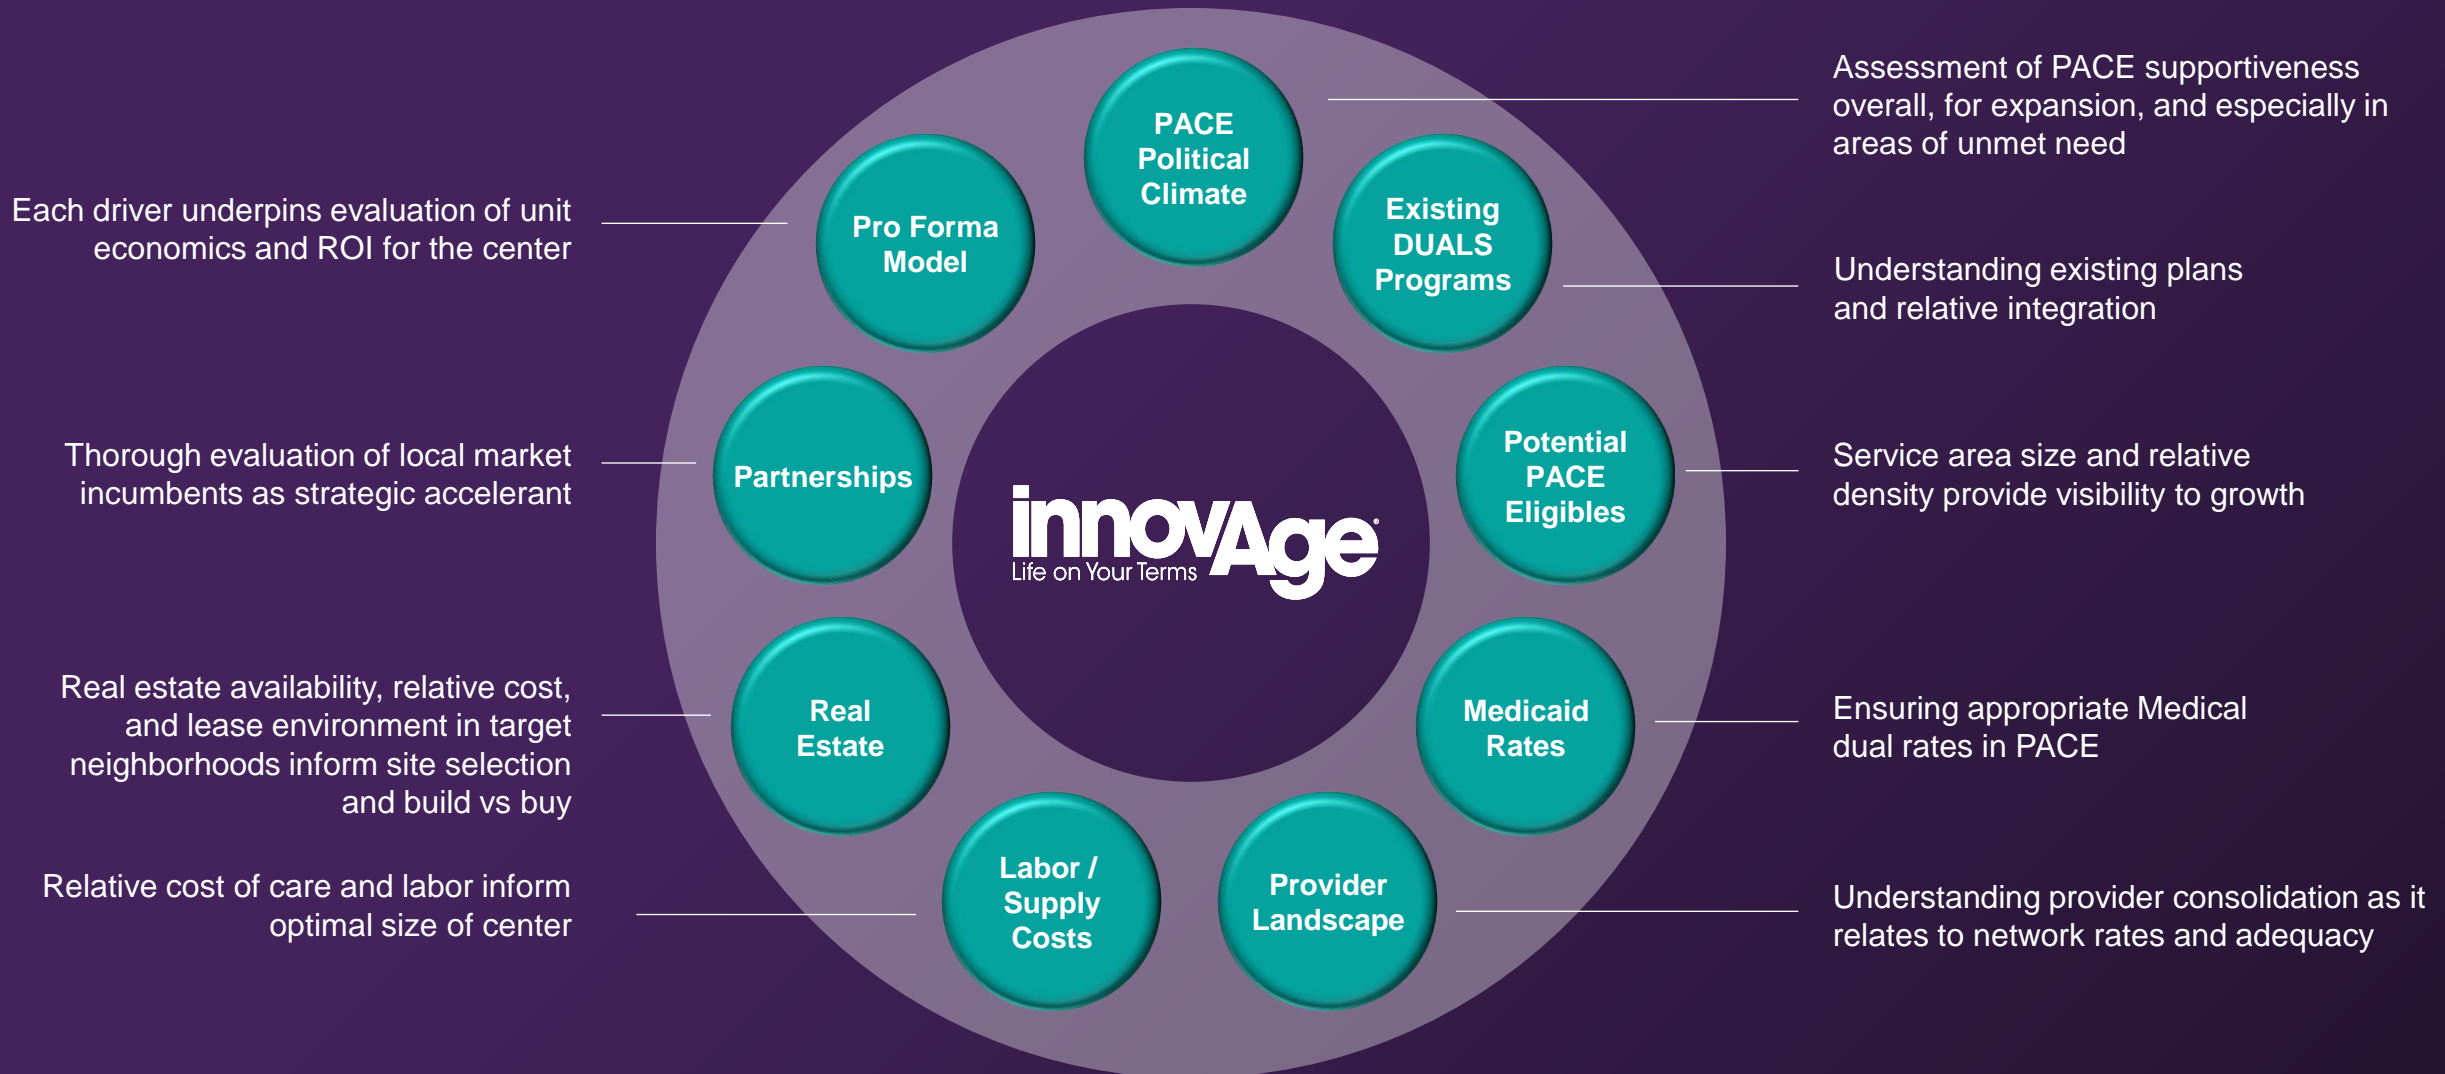 PACE
Political
Climate
Assessment of PACE supportiveness
overall, for expansion, and especially in
areas of unmet need
Existing
DUALS
Programs
Understanding existing plans
and relative integration
Potential
PACE
Eligibles
Service area size and relative
density provide visibility to growth
Medicaid
Rates
Ensuring appropriate Medical
dual rates in PACE
Provider
Landscape
Understanding provider consolidation as it
relates to network rates and adequacy
Labor /
Supply
Costs
Relative cost of care and labor inform
optimal size of center
Real
Estate
Real estate availability, relative cost,
and lease environment in target
neighborhoods inform site selection
and build vs buy
Partnerships
Thorough evaluation of local market
incumbents as strategic accelerant
Pro Forma
Model
Each driver underpins evaluation of unit
economics and ROI for the center
innovAge®
Life on Your Terms